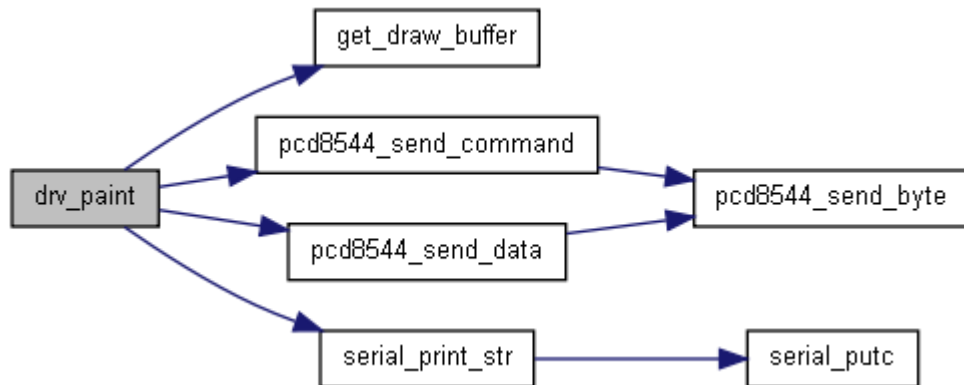 get_draw_buffer
pcd8544_send_command
drv_paint
pcd8544_send_byte
pcd8544_send_data
serial_print_str
serial_putc